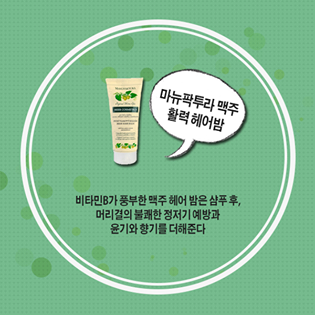 마뉴팍투라 맥주
활력 헤어밤
비타민B가 풍부한 맥주 헤어 밤은 샴푸 후,
머리결의 불쾌한 정저기 예방과
윤기와 향기를 더해준다